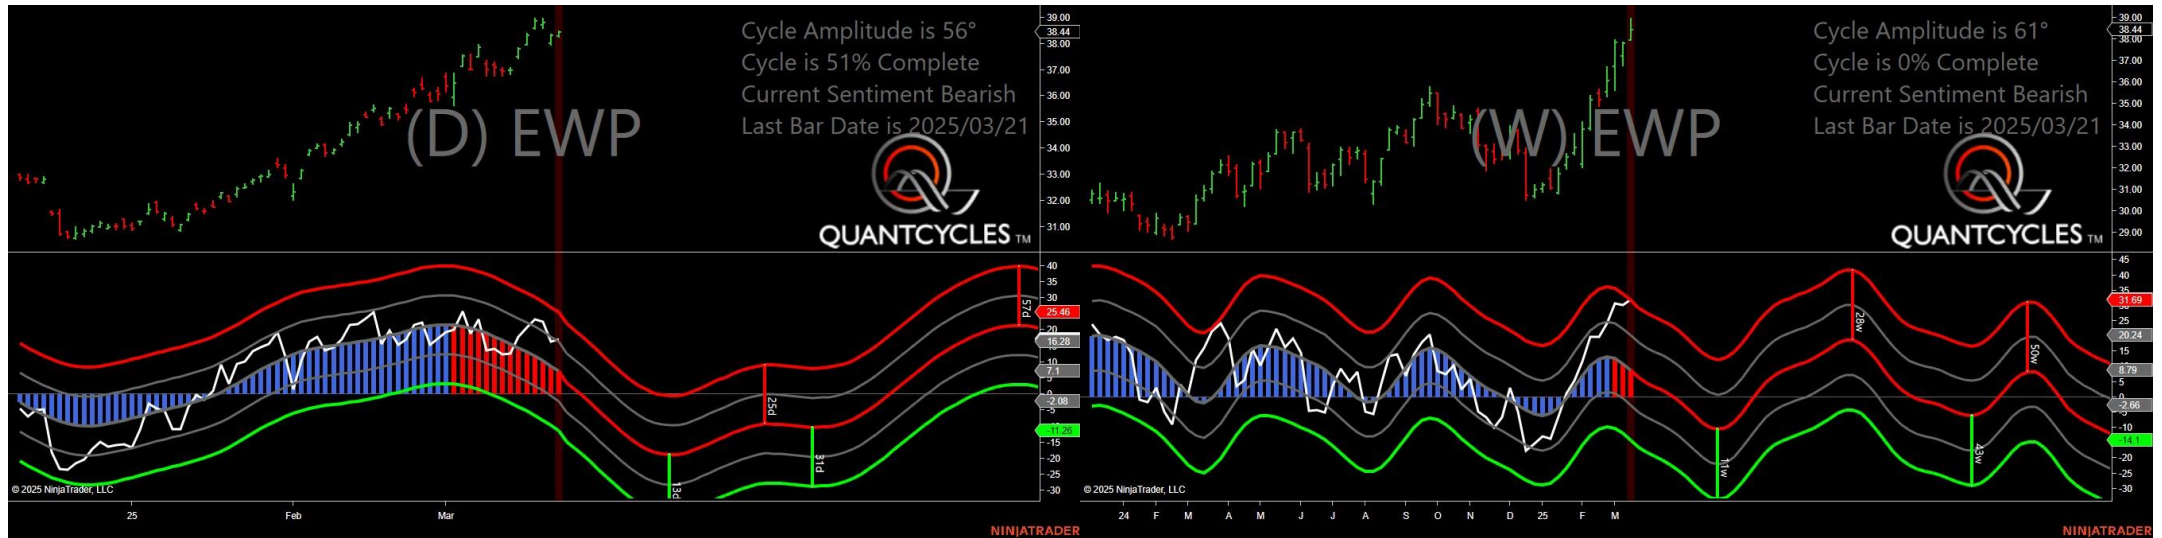 Cycle Amplitude is 56°
Cycle is 51% Complete
Current Sentiment Bearish
Last Bar Date is 2025/03/21
(D) EWP
QUANTCYCLES TM
39.00
38.44
38.00
37.00
36.00
35.00
34.00
33.00
32.00
31.00
40
35
30
25.46
20
16.28
10
7.1
5
-2.08
-5
-11.26
-15
-20
-25
-30
57d
25d
31d
13d
© 2025 NinjaTrader, LLC
25
Feb
Mar
NINJATRADER
Cycle Amplitude is 61°
Cycle is 0% Complete
Current Sentiment Bearish
Last Bar Date is 2025/03/21
(W) EWP
QUANTCYCLES TM
39.00
38.44
38.00
37.00
36.00
35.00
34.00
33.00
32.00
31.00
30.00
29.00
45
40
35
31.69
25
20.24
15
8.79
5
-2.66
-10
-14.1
-20
-25
-30
28w
50w
11w
43w
© 2025 NinjaTrader, LLC
24
F
M
A
M
J
J
A
S
O
N
D
25
F
M
NINJATRADER